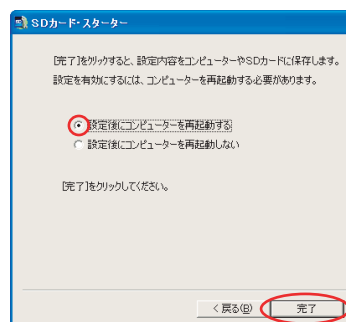 SDカード・スターター
[完了]をクリックすると、設定内容をコンピューターやSDカードに保存します。
設定を有効にするには、コンピューターを再起動する必要があります。
設定後にコンピューターを再起動する
設定後にコンピューターを再起動しない
[完了]をクリックしてください。
< 戻る(B)
完了